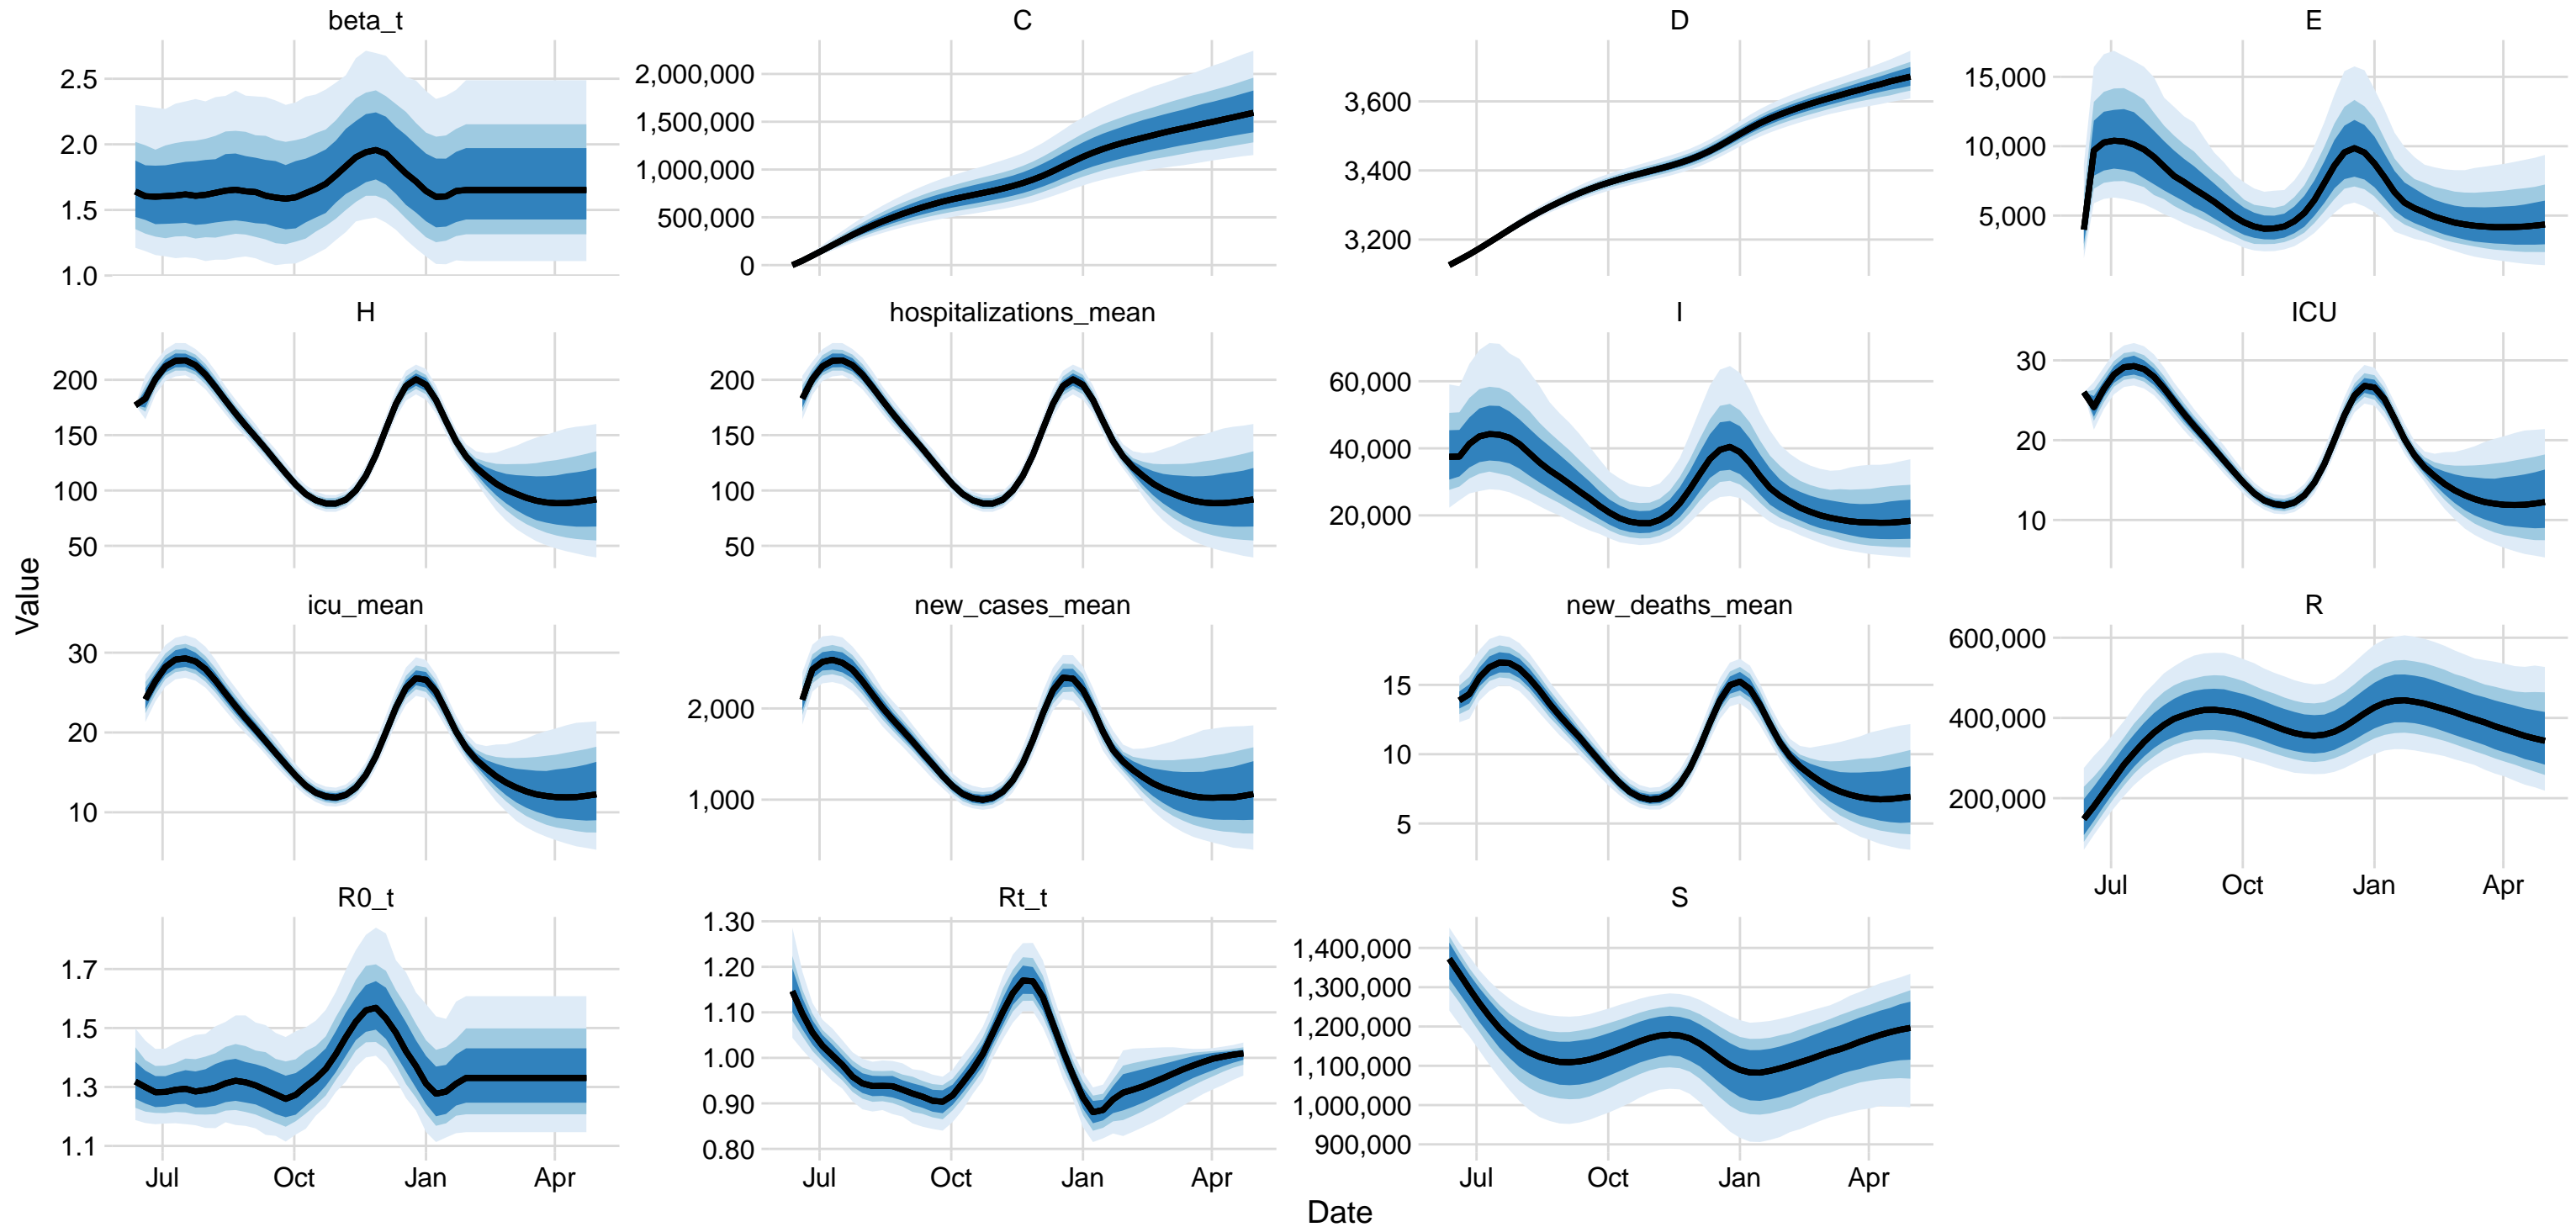 beta_t
C
D
E
2.5
2.0
1.5
1.0
2,000,000
1,500,000
1,000,000
500,000
0
3,600
3,400
3,200
15,000
10,000
5,000
H
hospitalizations_mean
I
ICU
200
150
100
50
200
150
100
50
60,000
40,000
20,000
30
20
10
Value
icu_mean
new_cases_mean
new_deaths_mean
R
30
20
10
2,000
1,000
15
10
5
600,000
400,000
200,000
Jul Oct Jan Apr
R0_t
Rt_t
S
1.7
1.5
1.3
1.1
1.30
1.20
1.10
1.00
0.90
0.80
1,400,000
1,300,000
1,200,000
1,100,000
1,000,000
900,000
Jul Oct Jan Apr
Jul Oct Jan Apr
Jul Oct Jan Apr
Date